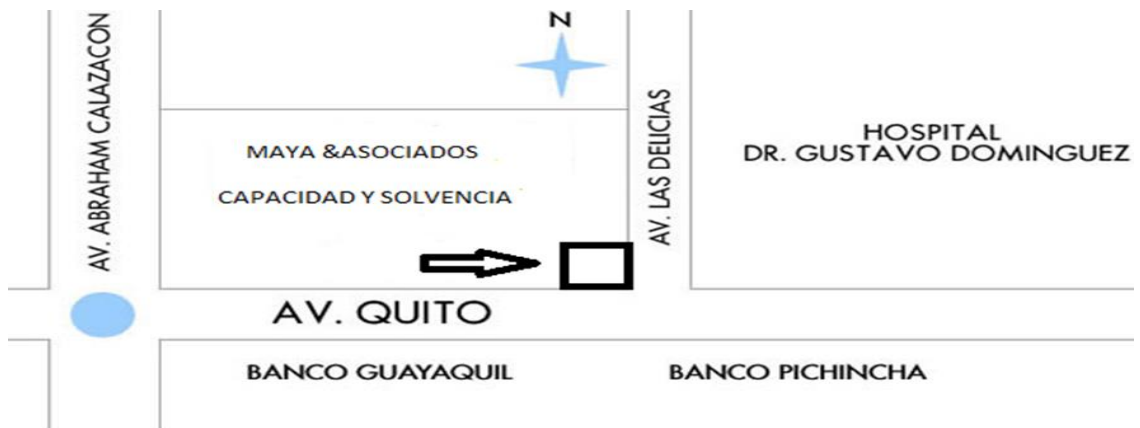 N
AV. ABRAHAM CALAZACON
MAYA &ASOCIADOS
CAPACIDAD Y SOLVENCIA
AV. LAS DELICIAS
HOSPITAL
DR. GUSTAVO DOMINGUEZ
AV. QUITO
BANCO GUAYAQUIL
BANCO PICHINCHA